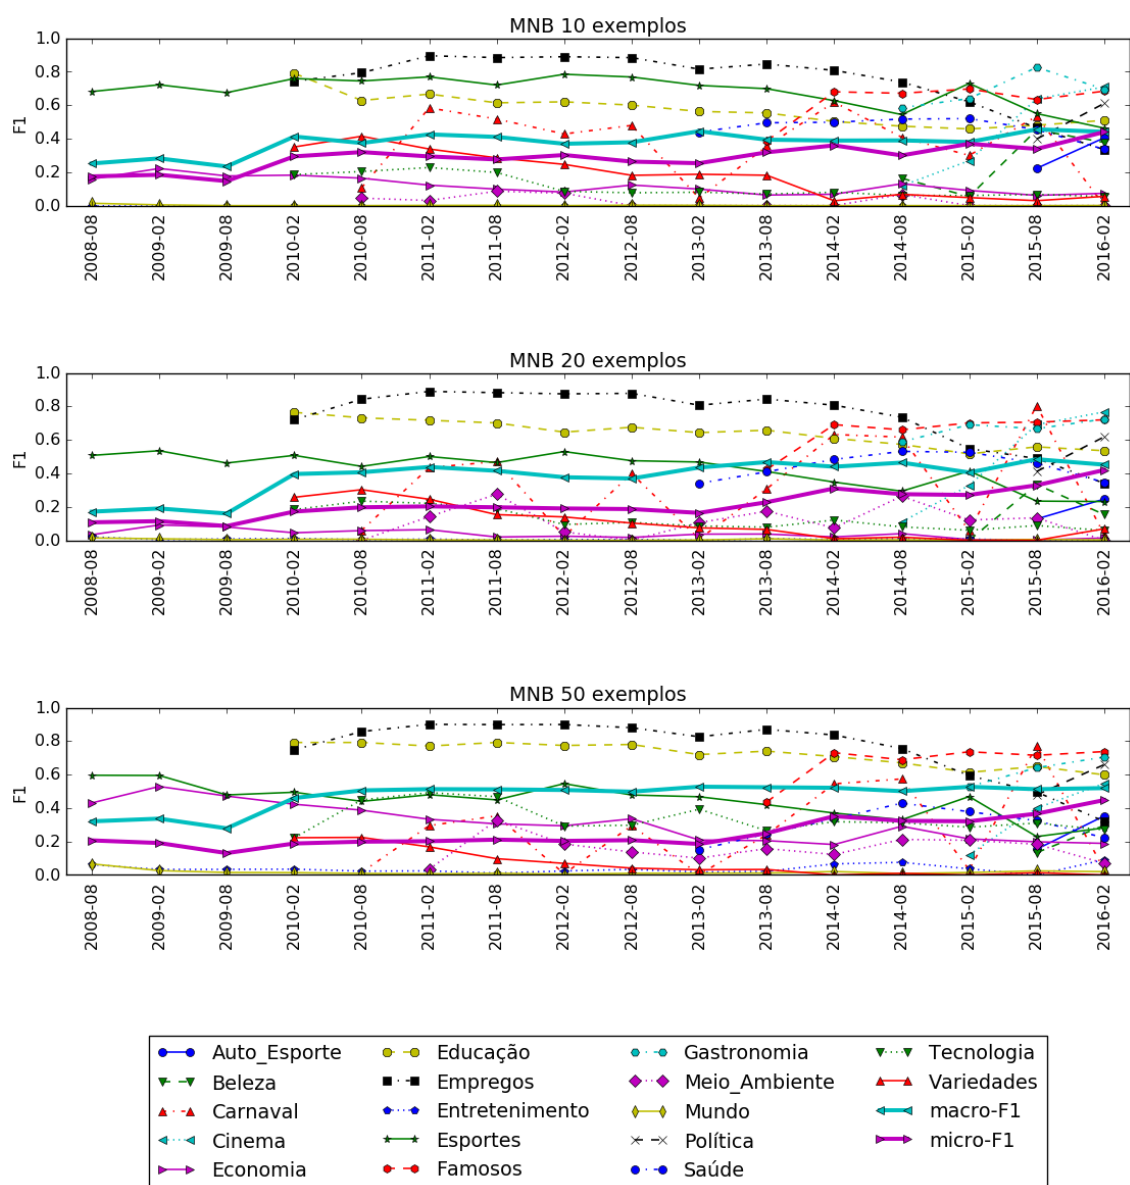 MNB 10 exemplos
1.0
0.8
0.6
0.4
0.2
0.0
F1
2008-08 2009-02 2009-08 2010-02 2010-08 2011-02 2011-08 2012-02 2012-08 2013-02 2013-08 2014-02 2014-08 2015-02 2015-08 2016-02
MNB 20 exemplos
1.0
0.8
0.6
0.4
0.2
0.0
F1
2008-08 2009-02 2009-08 2010-02 2010-08 2011-02 2011-08 2012-02 2012-08 2013-02 2013-08 2014-02 2014-08 2015-02 2015-08 2016-02
MNB 50 exemplos
1.0
0.8
0.6
0.4
0.2
0.0
F1
2008-08 2009-02 2009-08 2010-02 2010-08 2011-02 2011-08 2012-02 2012-08 2013-02 2013-08 2014-02 2014-08 2015-02 2015-08 2016-02
Auto_Esporte Educação Gastronomia Tecnologia
Beleza Empregos Meio_Ambiente Variedades
Carnaval Entretenimento Mundo macro-F1
Cinema Esportes Política micro-F1
Economia Famosos Saúde